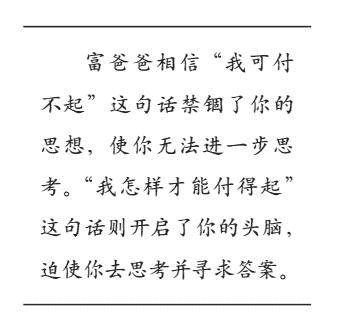 富爸爸相信“我可付
不起”这句话禁锢了你的
思想，使你无法进一步思
考。“我怎样才能付得起”
这句话则开启了你的头脑，
迫使你去思考并寻求答案。